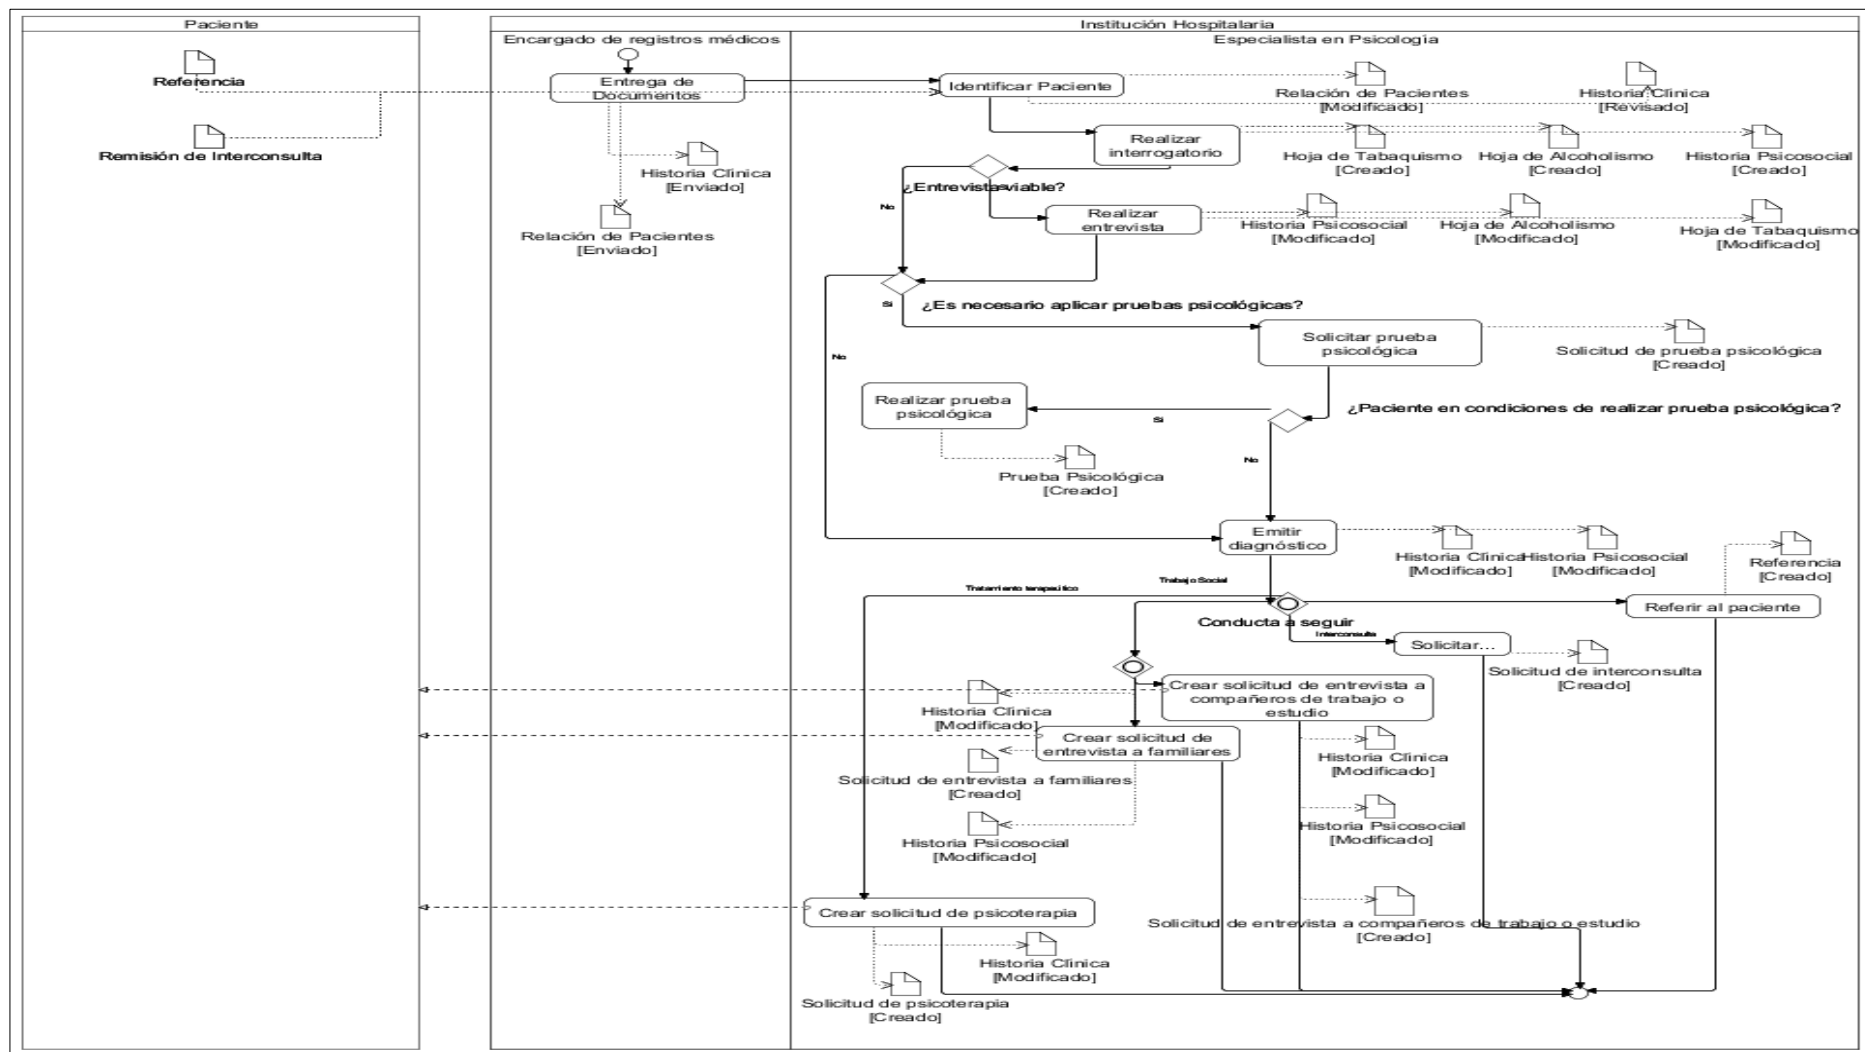 Paciente
Institución Hospitalaria
Encargado de registros médicos
Especialista en Psicología
Referencia
Entrega de
Documentos
Identificar Paciente
Relación de Pacientes
[Modificado]
Historia Clínica
[Revisado]
Remisión de Interconsulta
Realizar
interrogatorio
Hoja de Tabaquismo
[Creado]
Hoja de Alcoholismo
[Creado]
Historia Psicosocial
[Creado]
Historia Clínica
[Enviado]
¿Entrevista viable?
No
Realizar
entrevista
Historia Psicosocial
[Modificado]
Hoja de Alcoholismo
[Modificado]
Hoja de Tabaquismo
[Modificado]
Relación de Pacientes
[Enviado]
Si
¿Es necesario aplicar pruebas psicológicas?
No
Solicitar prueba
psicológica
Solicitud de prueba psicológica
[Creado]
Realizar prueba
psicológica
¿Paciente en condiciones de realizar prueba psicológica?
Si
No
Prueba Psicológica
[Creado]
Emitir
diagnóstico
Historia Clínica
[Modificado]
Historia Psicosocial
[Modificado]
Referencia
[Creado]
Tratamiento terapeútico
Trabajo Social
Conducta a seguir
Interconsulta
Referir al paciente
Solicitar...
Solicitud de interconsulta
[Creado]
Crear solicitud de entrevista a
compañeros de trabajo o
estudio
Historia Clínica
[Modificado]
Crear solicitud de
entrevista a familiares
Historia Clínica
[Modificado]
Solicitud de entrevista a familiares
[Creado]
Historia Psicosocial
[Modificado]
Historia Psicosocial
[Modificado]
Crear solicitud de psicoterapia
Solicitud de entrevista a compañeros de trabajo o estudio
[Creado]
Historia Clínica
[Modificado]
Solicitud de psicoterapia
[Creado]